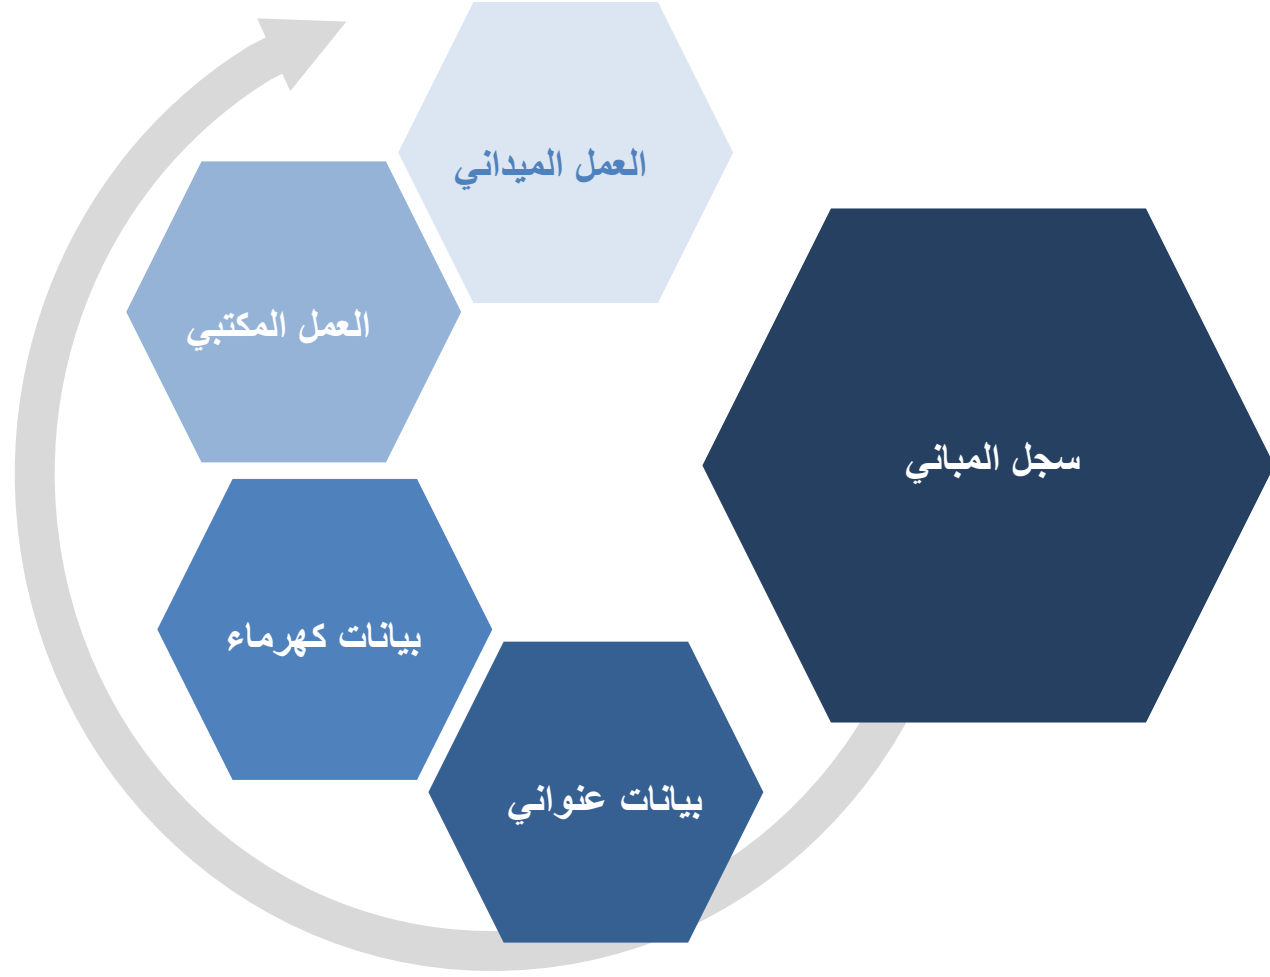 العمل الميداني
العمل المكتبي
سجل المباني
بيانات كهرماء
بيانات عنواني